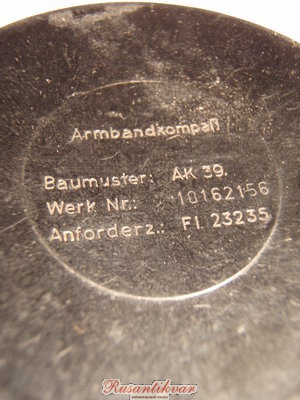 Armbandkompaß
Baumuster: AK 39.
Werk Nr.: 10162156
Anforderz.: Fl. 23235
Rusantikvar